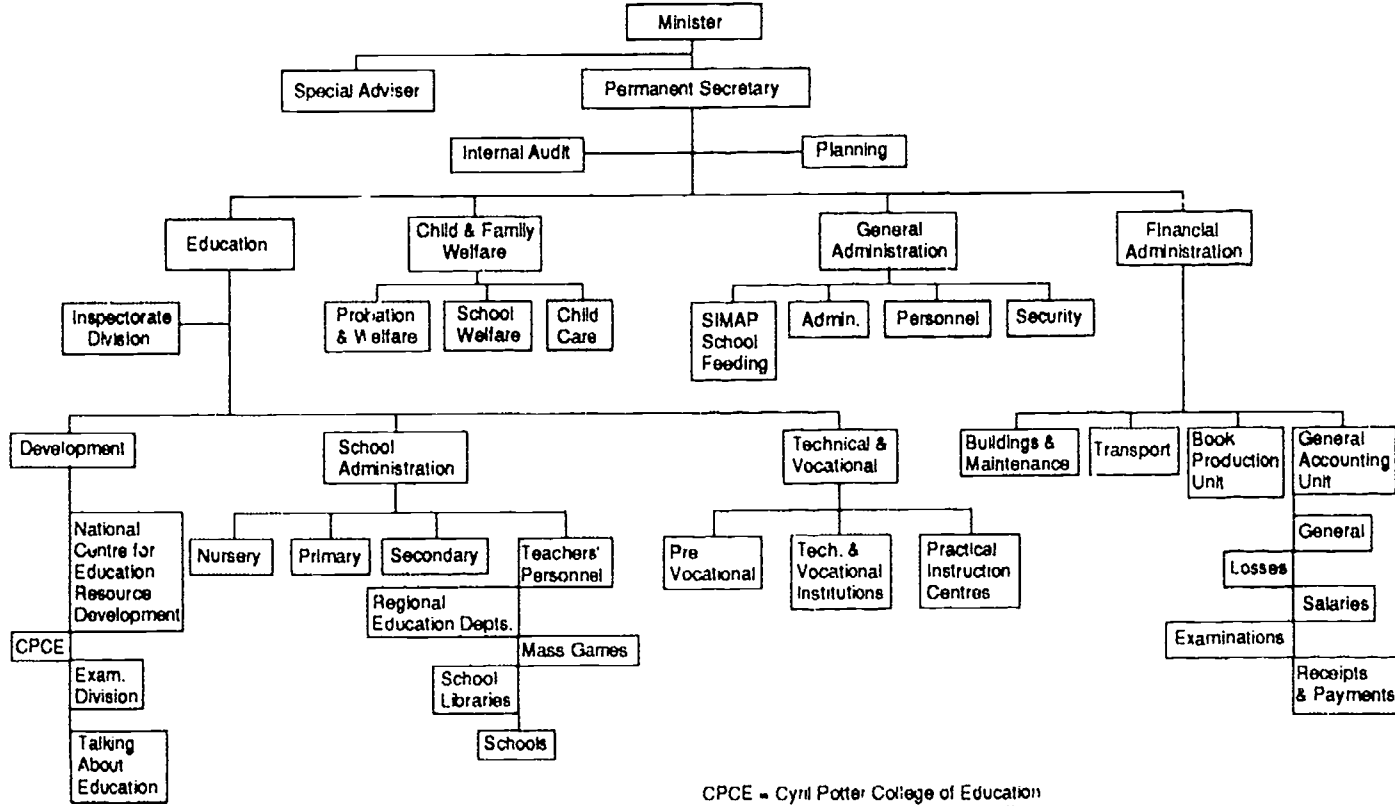 Minister
Special Adviser
Permanent Secretary
Internal Audit
Planning
Education
Child & Family
Welfare
General
Administration
Financial
Administration
Inspectorate
Division
Probation
& Welfare
School
Welfare
Child
Care
SIMAP
School
Feeding
Admin.
Personnel
Security
Development
School
Administration
Technical &
Vocational
Buildings &
Maintenance
Transport
Book
Production
Unit
General
Accounting
Unit
National
Centre for
Education
Resource
Development
Nursery
Primary
Secondary
Teachers'
Personnel
Pre
Vocational
Tech. &
Vocational
Institutions
Practical
Instruction
Centres
General
Losses
Salaries
Examinations
Receipts
& Payments
Regional
Education Depts.
Mass Games
School
Libraries
Schools
CPCE
Exam.
Division
Talking
About
Education
CPCE = Cyril Potter College of Education